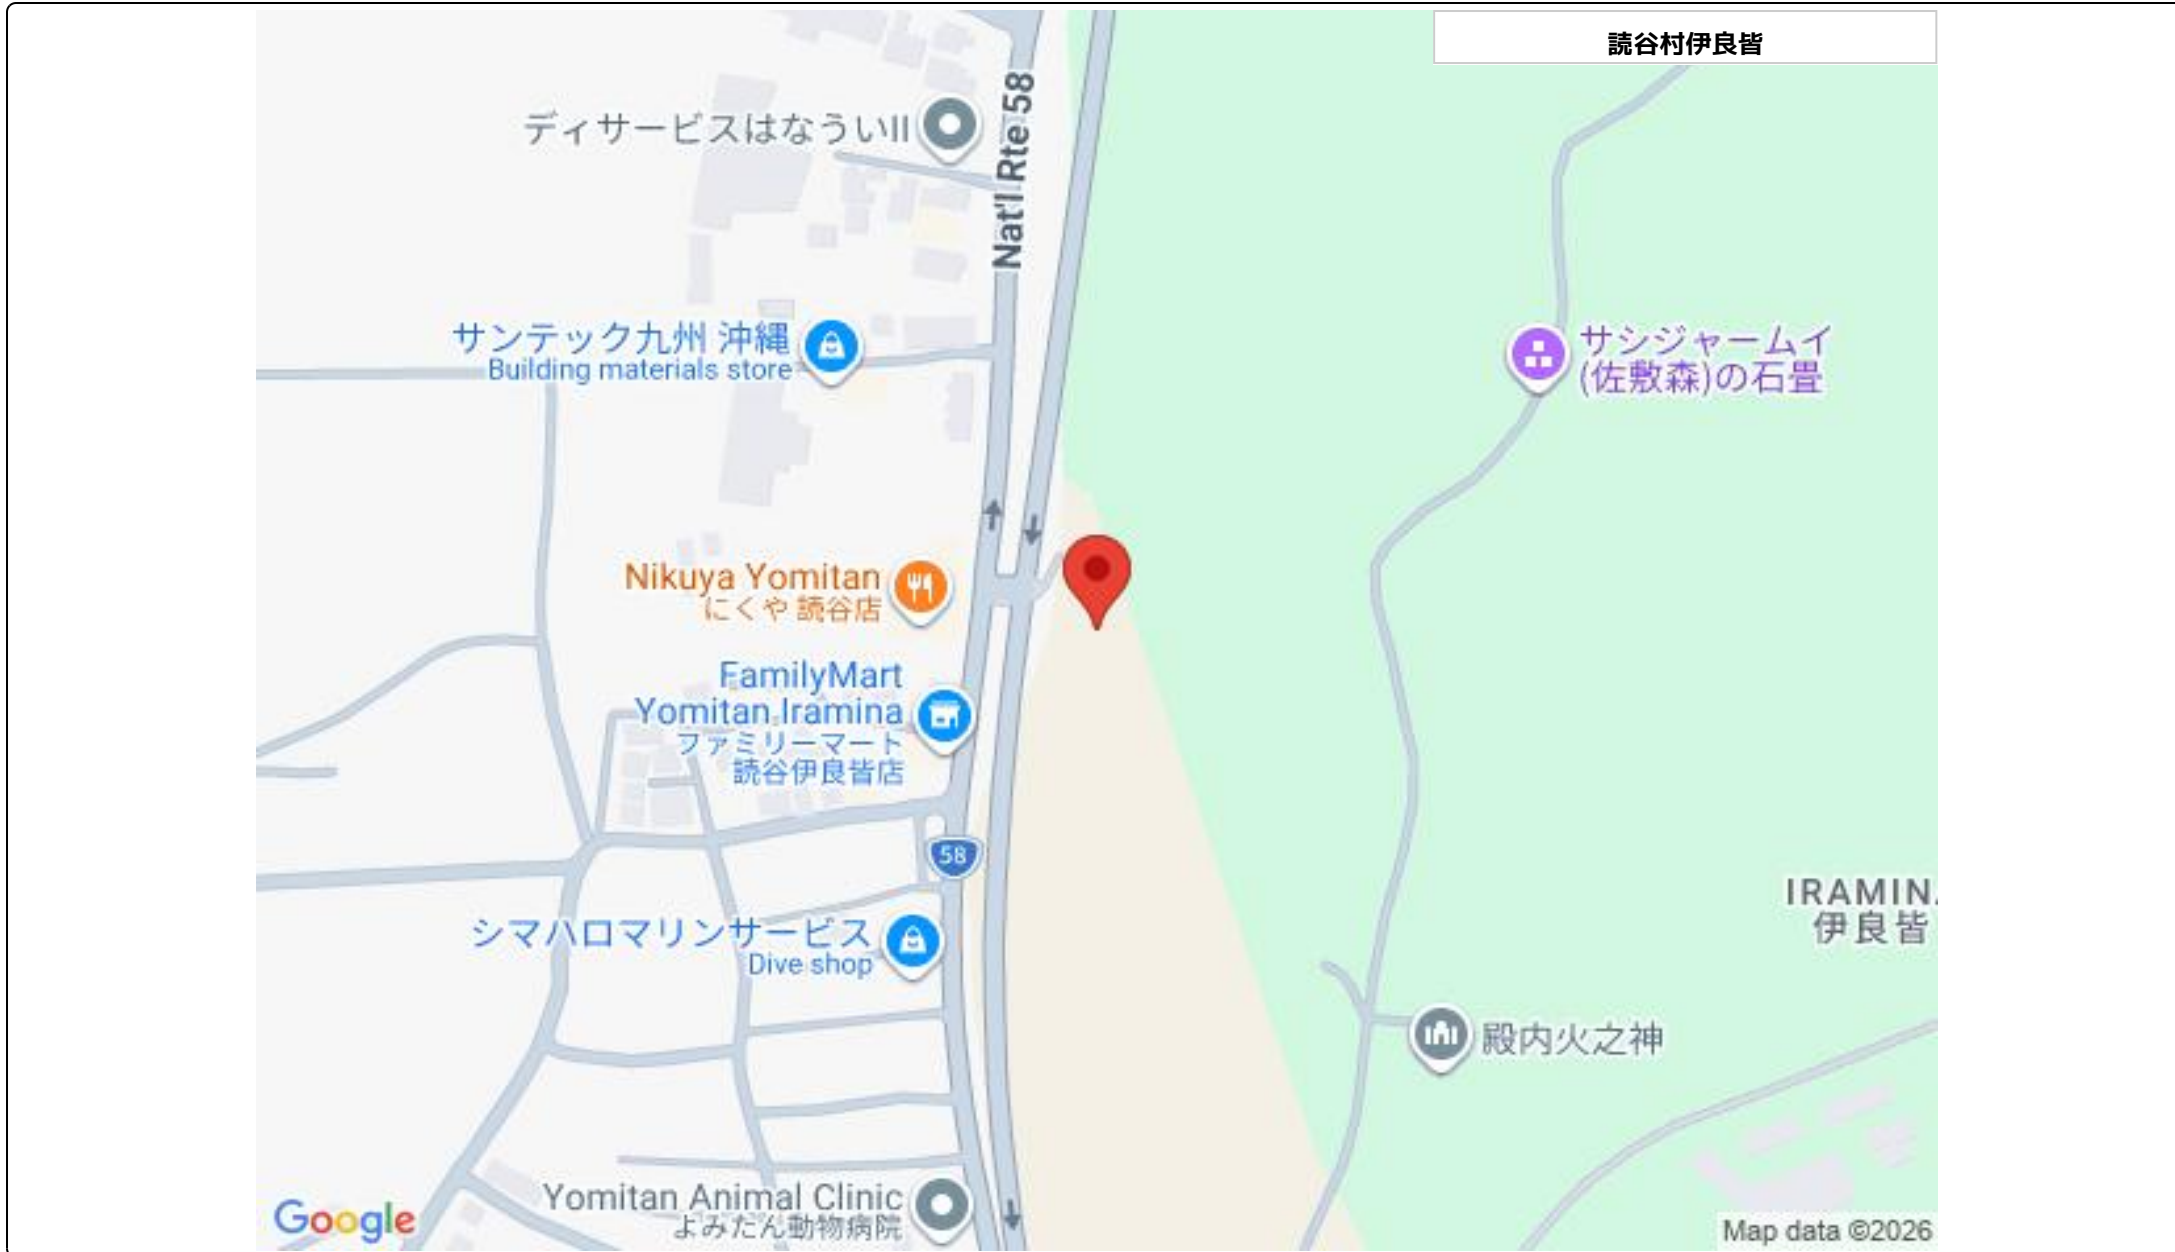 読谷村伊良皆
ディサービスはなういII
Nat'l Rte 58
サンテック九州 沖縄
Building materials store
サシジャームイ
(佐敷森)の石畳
Nikuya Yomitan
にくや 読谷店
FamilyMart
Yomitan Iramina
ファミリーマート
読谷伊良皆店
58
IRAMIN
伊良皆
シマハロマリンサービス
Dive shop
殿内火之神
Yomitan Animal Clinic
よみたん動物病院
Google
Map data ©2026